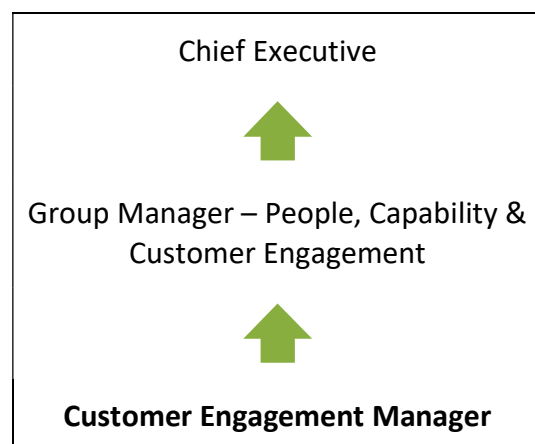 Chief Executive
Group Manager – People, Capability &
Customer Engagement
Customer Engagement Manager